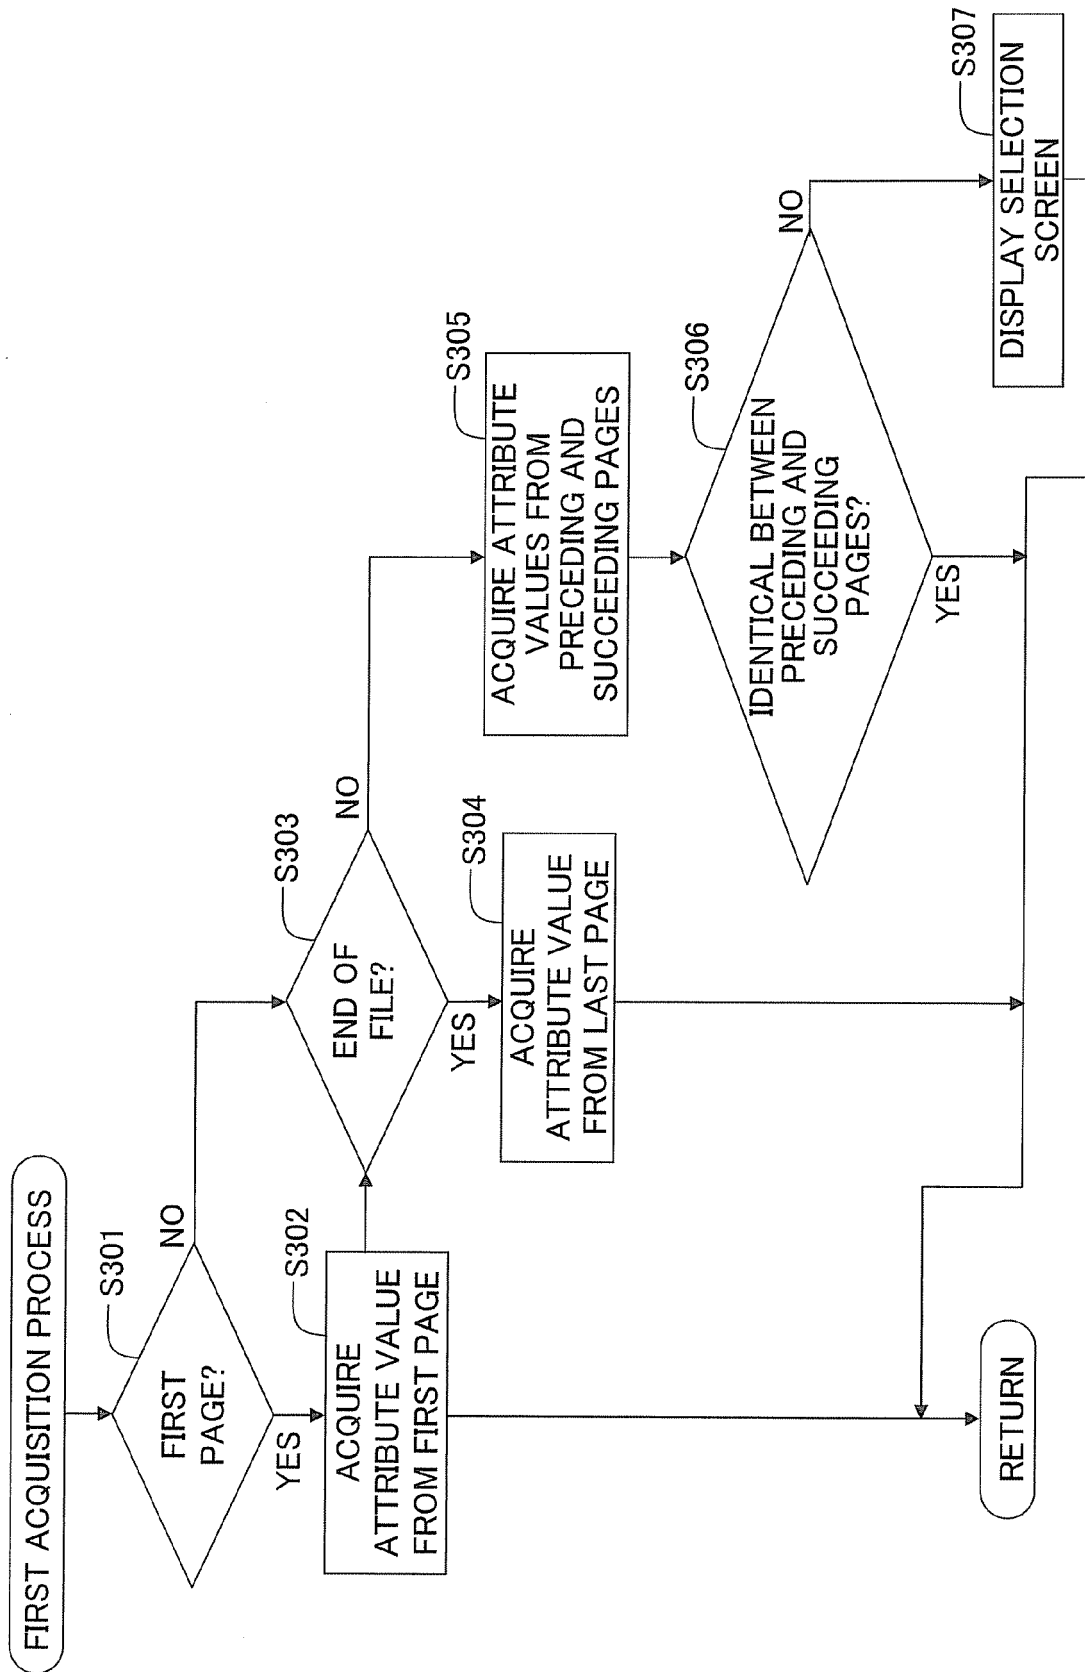 FIRST ACQUISITION PROCESS
S301
FIRST
PAGE?
NO
YES
S302
ACQUIRE
ATTRIBUTE VALUE
FROM FIRST PAGE
S303
END OF
FILE?
NO
YES
S304
ACQUIRE
ATTRIBUTE VALUE
FROM LAST PAGE
S305
ACQUIRE ATTRIBUTE
VALUES FROM
PRECEDING AND
SUCCEEDING PAGES
S306
IDENTICAL BETWEEN
PRECEDING AND
SUCCEEDING
PAGES?
NO
YES
S307
DISPLAY SELECTION
SCREEN
RETURN